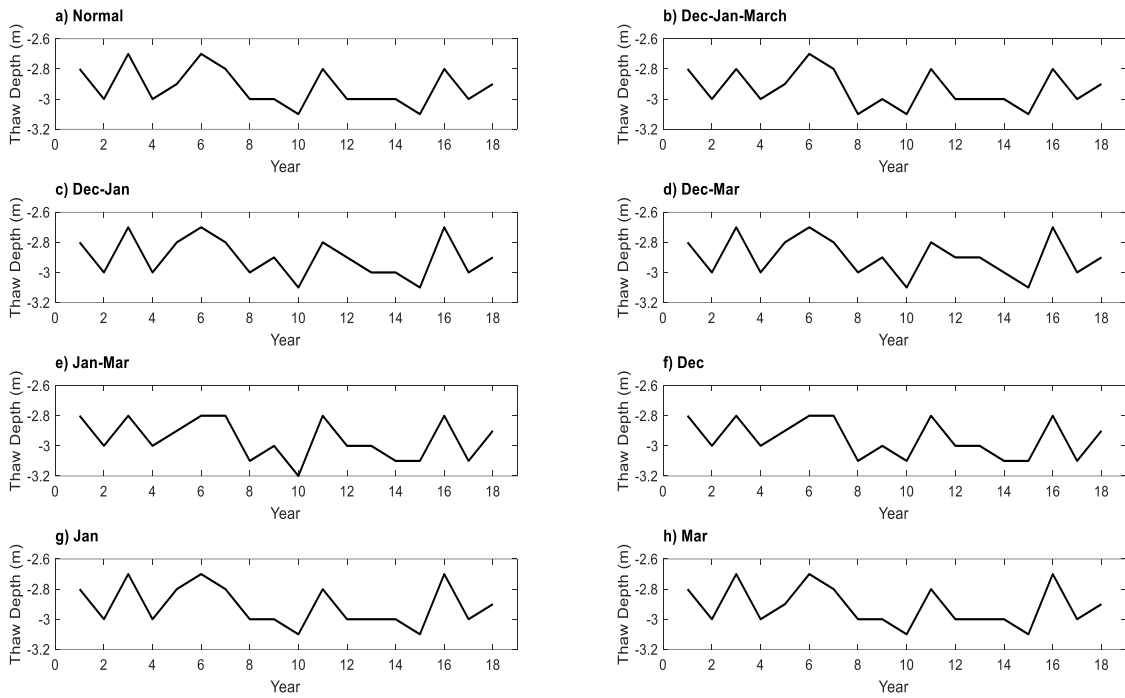 a) Normal
Thaw Depth (m)
-2.6
-2.8
-3
-3.2
0 2 4 6 8 10 12 14 16 18
Year
b) Dec-Jan-March
Thaw Depth (m)
-2.6
-2.8
-3
-3.2
0 2 4 6 8 10 12 14 16 18
Year
c) Dec-Jan
Thaw Depth (m)
-2.6
-2.8
-3
-3.2
0 2 4 6 8 10 12 14 16 18
Year
d) Dec-Mar
Thaw Depth (m)
-2.6
-2.8
-3
-3.2
0 2 4 6 8 10 12 14 16 18
Year
e) Jan-Mar
Thaw Depth (m)
-2.6
-2.8
-3
-3.2
0 2 4 6 8 10 12 14 16 18
Year
f) Dec
Thaw Depth (m)
-2.6
-2.8
-3
-3.2
0 2 4 6 8 10 12 14 16 18
Year
g) Jan
Thaw Depth (m)
-2.6
-2.8
-3
-3.2
0 2 4 6 8 10 12 14 16 18
Year
h) Mar
Thaw Depth (m)
-2.6
-2.8
-3
-3.2
0 2 4 6 8 10 12 14 16 18
Year